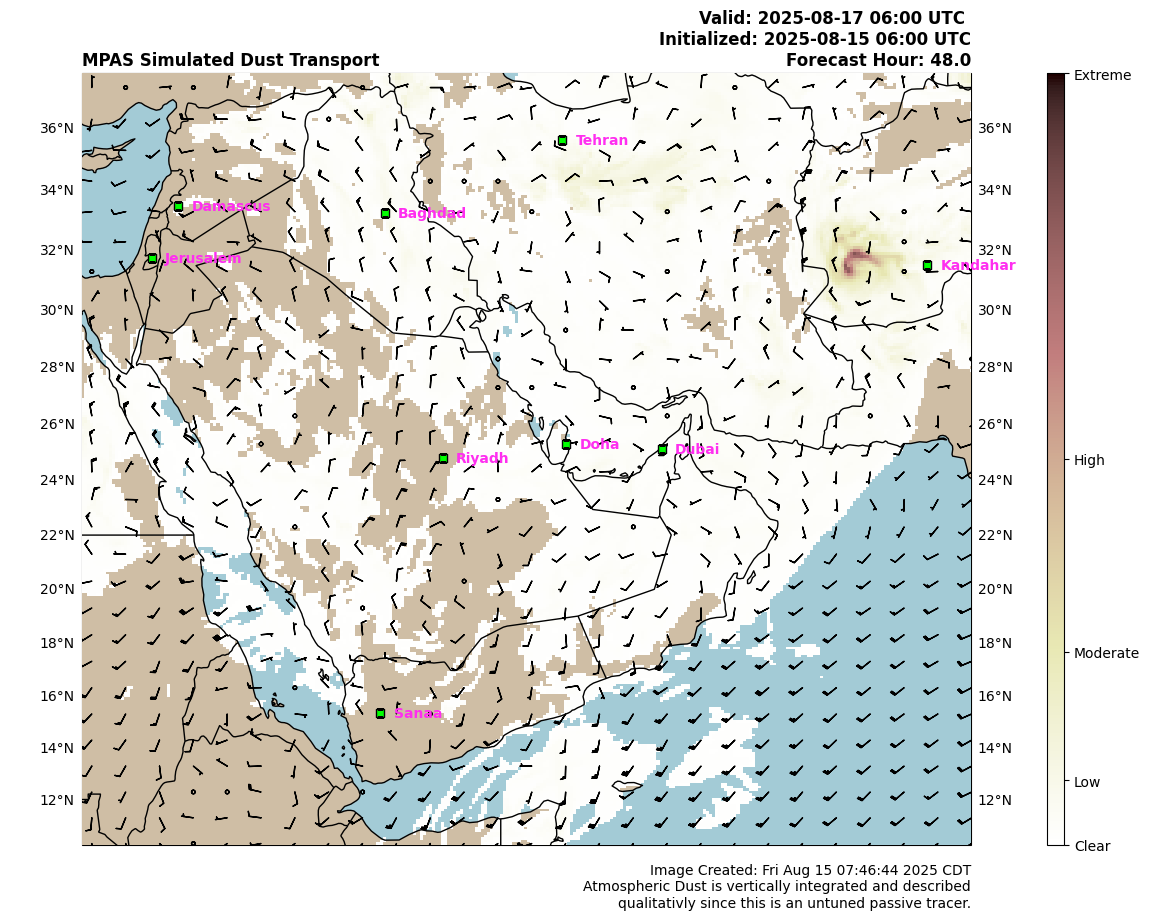 Valid: 2025-08-17 06:00 UTC
Initialized: 2025-08-15 06:00 UTC
MPAS Simulated Dust Transport
Forecast Hour: 48.0
Extreme
36°N
36°N
Tehran
34°N
34°N
Damascus
Baghdad
32°N
32°N
Jerusalem
Kandahar
30°N
30°N
28°N
28°N
26°N
26°N
Doha
Dubai
Riyadh
High
24°N
24°N
22°N
22°N
20°N
20°N
18°N
18°N
Moderate
16°N
16°N
Sanaa
14°N
14°N
Low
12°N
12°N
Clear
Image Created: Fri Aug 15 07:46:44 2025 CDT
Atmospheric Dust is vertically integrated and described
qualitativly since this is an untuned passive tracer.